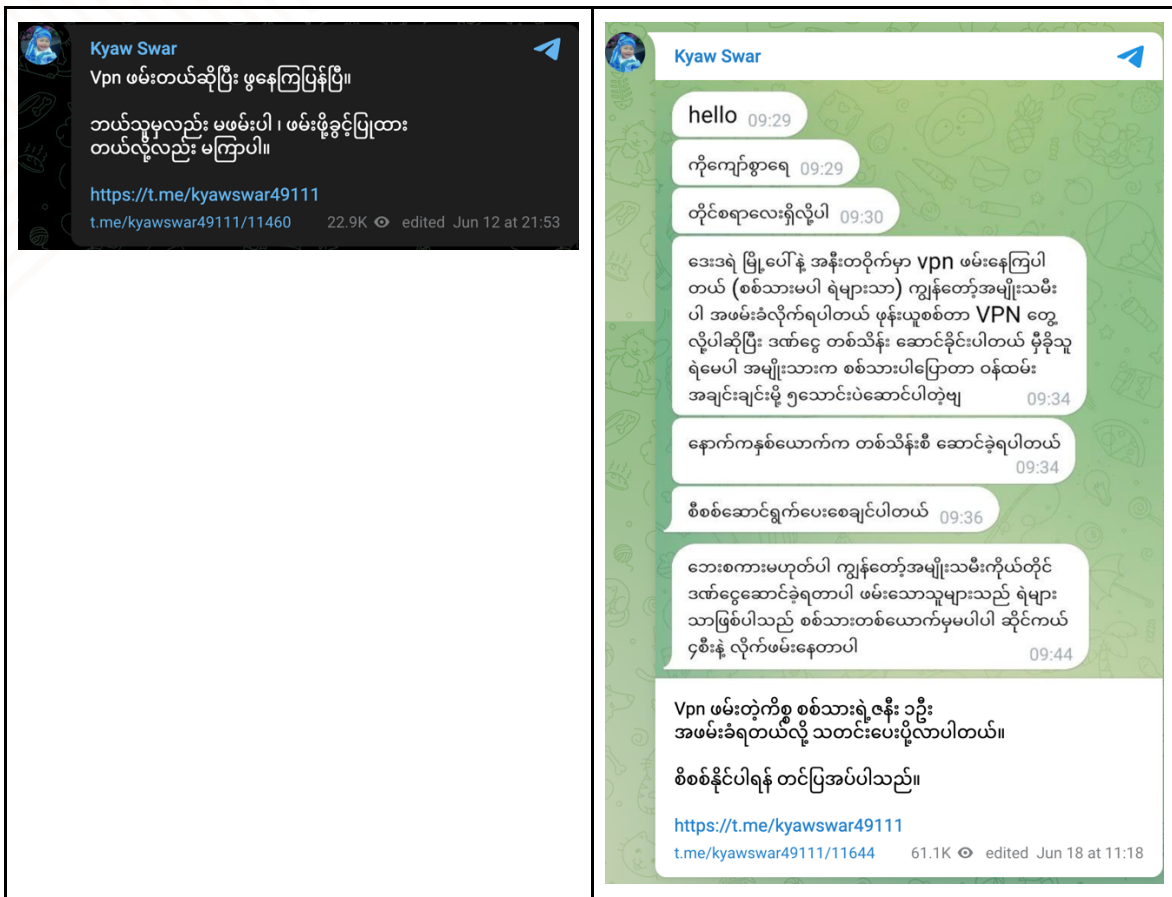 Kyaw Swar
Vpn ဖမ်းတယ်ဆိုပြီး ဖွနေကြပြန်ပြီ။
ဘယ်သူမှလည်း မဖမ်းပါ ၊ ဖမ်းဖို့ခွင့်ပြုထား
တယ်လို့လည်း မကြာပါ။
https://t.me/kyawswar49111
t.me/kyawswar49111/11460 22.9K edited Jun 12 at 21:53
Kyaw Swar
hello 09:29
ကိုကျော်စွာရေ 09:29
တိုင်စရာလေးရှိလို့ပါ 09:30
ဒေးဒရဲ မြို့ပေါ်နဲ့ အနီးတဝိုက်မှာ vpn ဖမ်းနေကြပါ
တယ် (စစ်သားမပါ ရဲများသာ) ကျွန်တော့်အမျိုးသမီး
ပါ အဖမ်းခံလိုက်ရပါတယ် ဖုန်းယူစစ်တာ VPN တွေ့
လို့ပါဆိုပြီး ဒဏ်ငွေ တစ်သိန်း ဆောင်ခိုင်းပါတယ် မှီခိုသူ
ရဲမေပါ အမျိုးသားက စစ်သားပါပြောတာ ဝန်ထမ်း
အချင်းချင်းမို့ ၅သောင်းပဲဆောင်ပါတဲ့ဗျ 09:34
နောက်ကနှစ်ယောက်က တစ်သိန်းစီ ဆောင်ခဲ့ရပါတယ်
09:34
စီစစ်ဆောင်ရွက်ပေးစေချင်ပါတယ် 09:36
ဘေးစကားမဟုတ်ပါ ကျွန်တော့်အမျိုးသမီးကိုယ်တိုင်
ဒဏ်ငွေဆောင်ခဲ့ရတာပါ ဖမ်းသောသူများသည် ရဲများ
သာဖြစ်ပါသည် စစ်သားတစ်ယောက်မှမပါပါ ဆိုင်ကယ်
၄စီးနဲ့ လိုက်ဖမ်းနေတာပါ 09:44
Vpn ဖမ်းတဲ့ကိစ္စ စစ်သားရဲ့ဇနီး ၁ဦး
အဖမ်းခံရတယ်လို့ သတင်းပေးပို့လာပါတယ်။
စိစစ်နိုင်ပါရန် တင်ပြအပ်ပါသည်။
https://t.me/kyawswar49111
t.me/kyawswar49111/11644 61.1K edited Jun 18 at 11:18